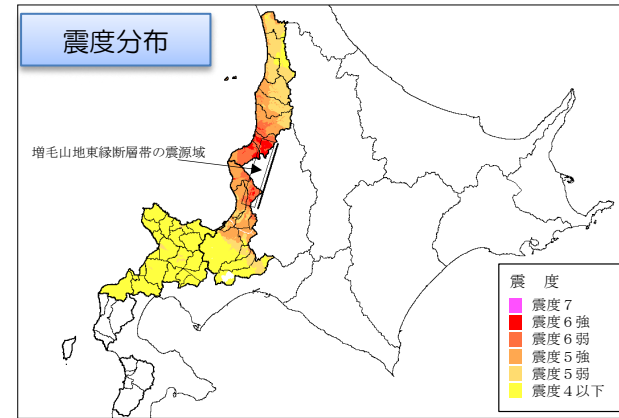 震度分布
増毛山地東縁断層帯の震源域
震 度
震度７
震度６強
震度６弱
震度５強
震度５弱
震度４以下